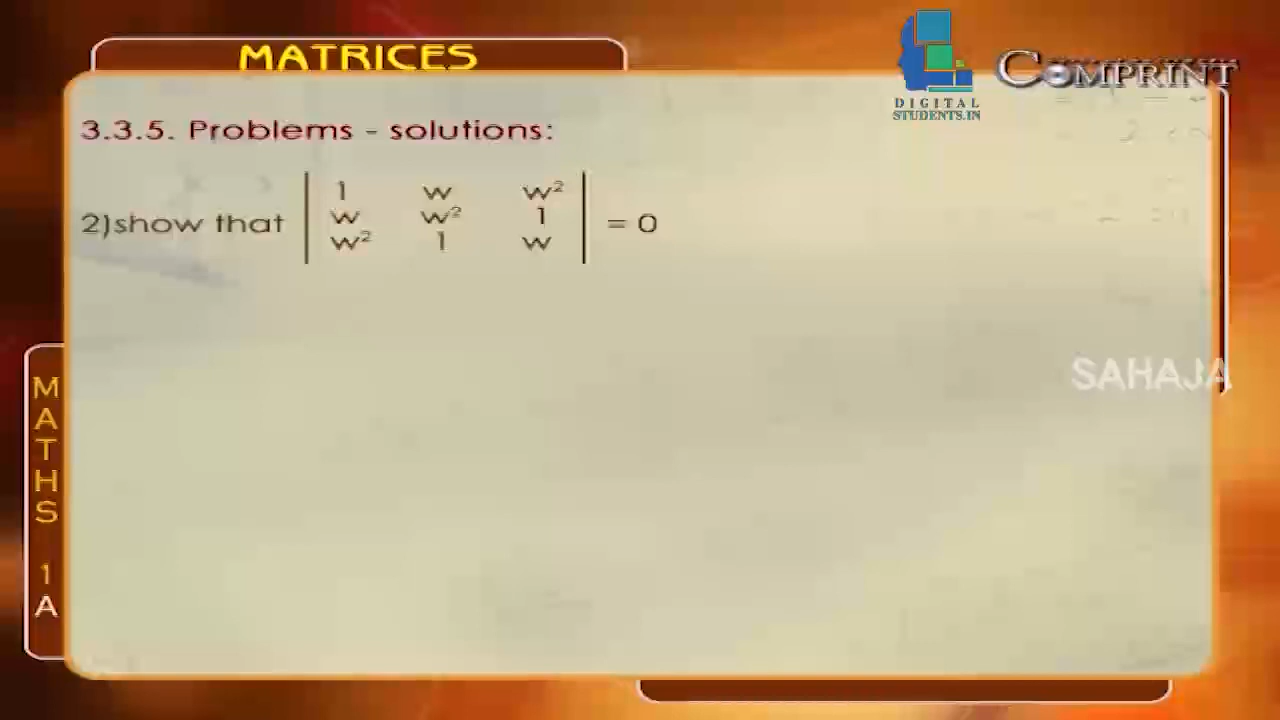 MATRICES
COMPRINT
DIGITAL
STUDENTS.IN
3.3.5. Problems - solutions:
1 w w²
2)show that w w² 1 = 0
w² 1 w
SAHAJA
MATHS 1A